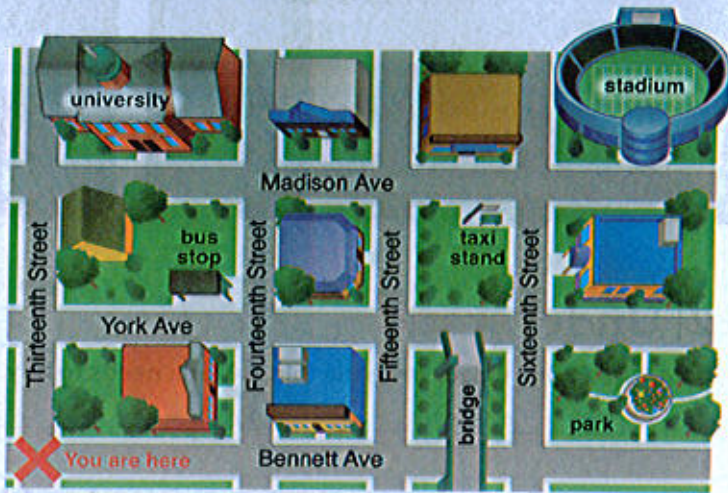 university
stadium
Madison Ave
Thirteenth Street
bus
stop
Fourteenth Street
Fifteenth Street
taxi
stand
Sixteenth Street
York Ave
bridge
park
You are here
Bennett Ave